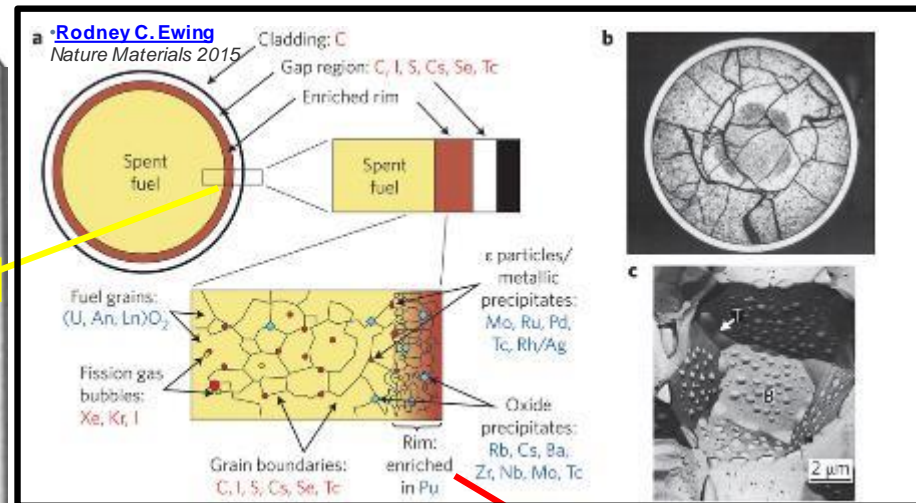 a
•Rodney C. Ewing
Nature Materials 2015
Cladding: C
Gap region: C, I, S, Cs, Se, Tc
Enriched rim
Spent
fuel
Spent
fuel
Fuel grains:
(U, An, Ln)O₂
Fission gas
bubbles:
Xe, Kr, I
Grain boundaries:
C, I, S, Cs, Se, Tc
Rim:
enriched
in Pu
ε particles/
metallic
precipitates:
Mo, Ru, Pd,
Tc, Rh/Ag
Oxide
precipitates:
Rb, Cs, Ba,
Zr, Nb, Mo, Tc
b
c
T
B
2 μm